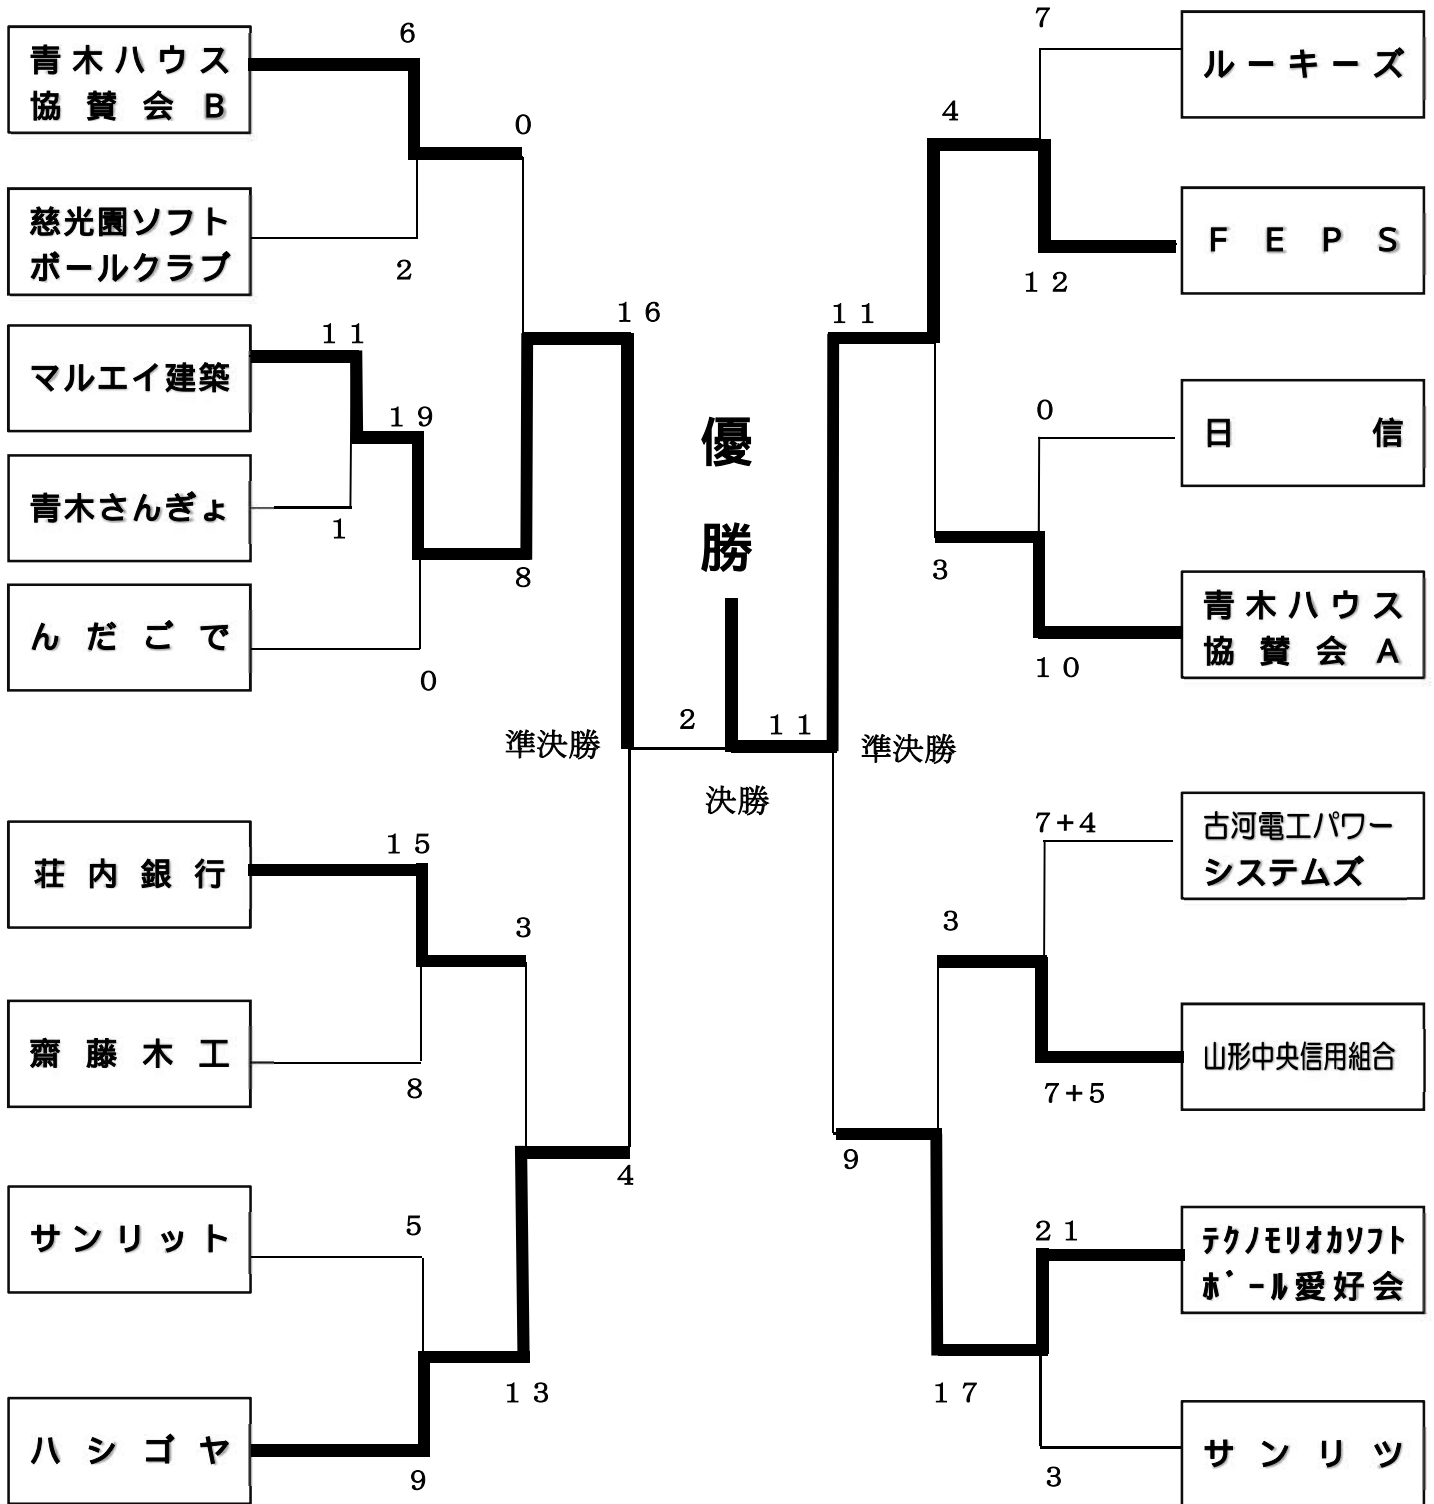 6
青木ハウス
協賛会B
0
慈光園ソフト
ボールクラブ
2
16
11
マルエイ建築
19
青木さんぎょ
1
8
んだごで
0
準決勝
2
15
荘内銀行
3
齋藤木工
8
4
サンリット
5
13
ハシゴヤ
9
優
勝
決勝
7
ルーキーズ
4
FEPS
12
11
0
日信
3
青木ハウス
協賛会A
10
11
準決勝
7+4
古河電工パワー
システムズ
3
山形中央信用組合
7+5
9
21
テクノモリオカソフト
ボール愛好会
17
サンリツ
3